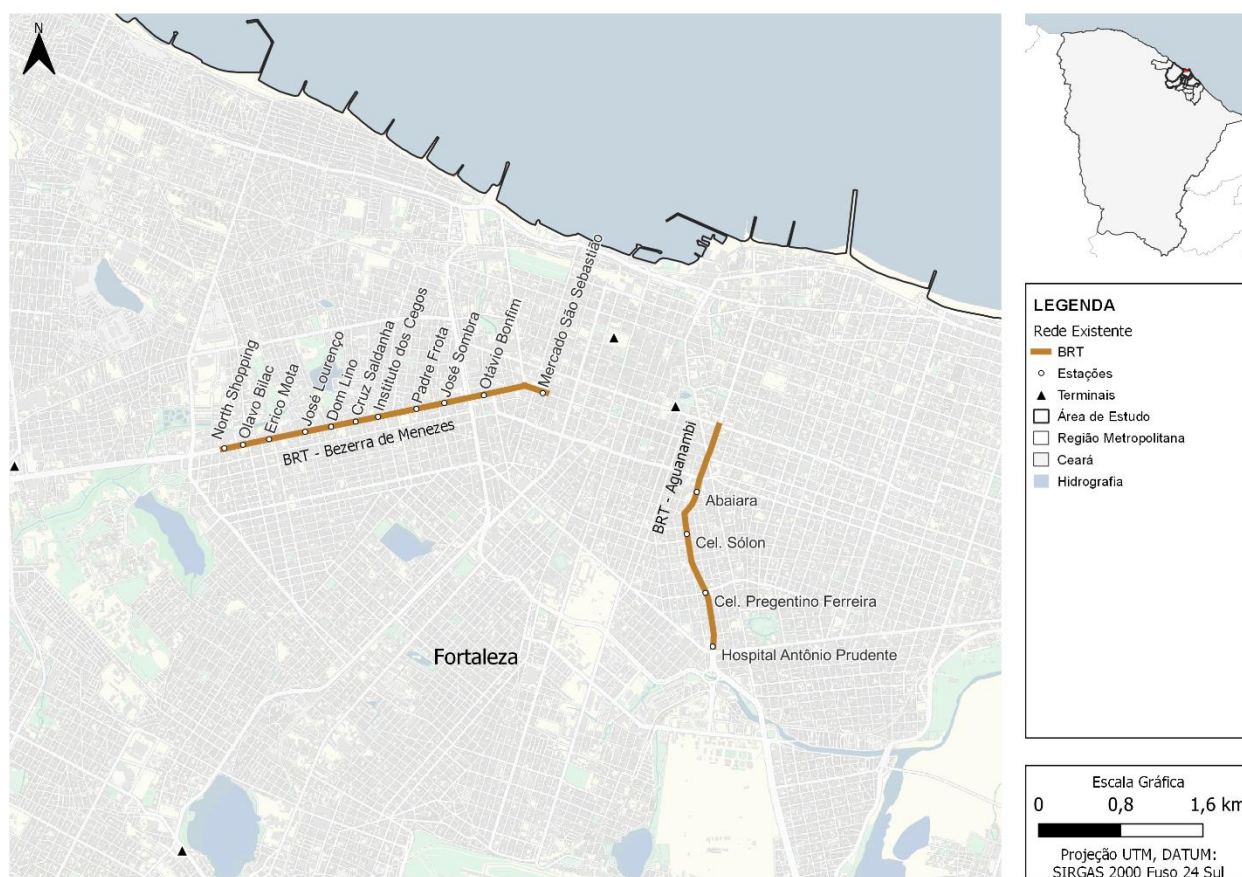 N
North Shopping
Olavo Bilac
Erico Mota
José Lourenço
Dom Lino
Cruz Saldanha
Instituto dos Cegos
Padre Frota
José Sombra
Otávio Bonfim
Mercado São Sebastião
BRT - Bezerra de Menezes
BRT - Aguanambi
Abaiara
Cel. Sólon
Cel. Pregentino Ferreira
Hospital Antônio Prudente
Fortaleza
LEGENDA
Rede Existente
BRT
Estações
Terminais
Área de Estudo
Região Metropolitana
Ceará
Hidrografia
Escala Gráfica
0 0,8 1,6 km
Projeção UTM, DATUM:
SIRGAS 2000 Fuso 24 Sul